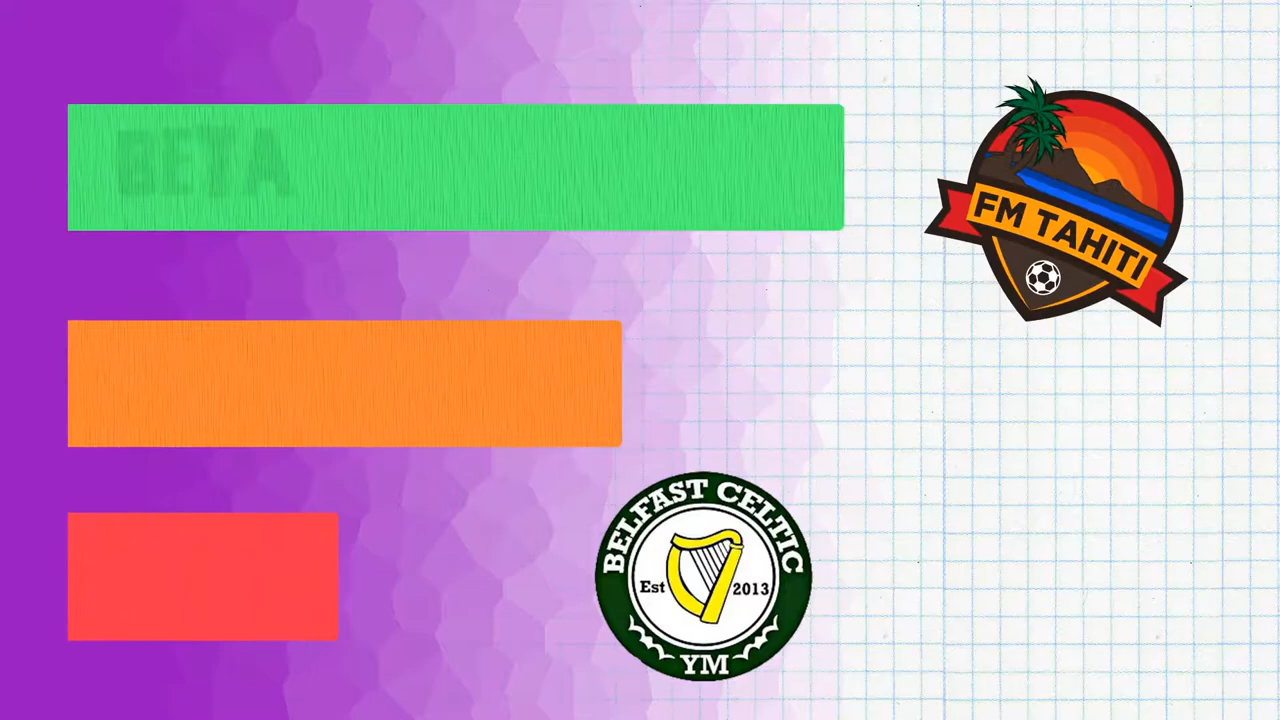 BETA
FM TAHITI
BELFAST CELTIC
Est 2013
YM